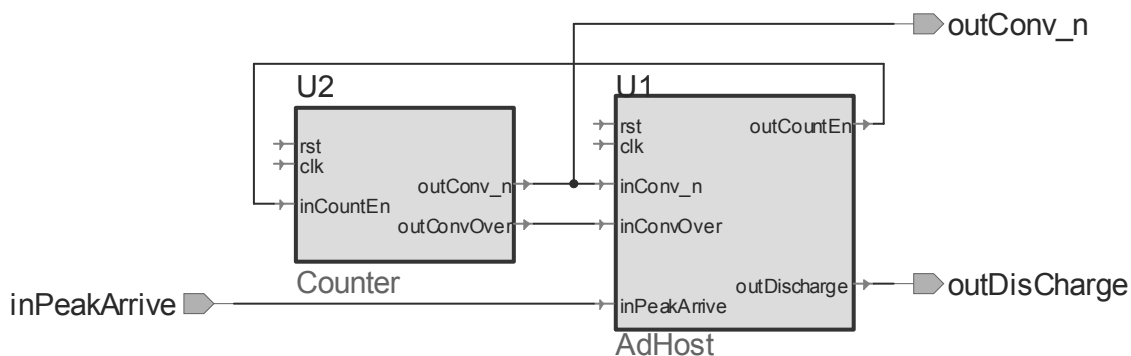 outConv_n
U2
U1
rst
clk
outConv_n
inCountEn
outConvOver
Counter
rst
clk
outCountEn
inConv_n
inConvOver
outDischarge
inPeakArrive
AdHost
outDisCharge
inPeakArrive